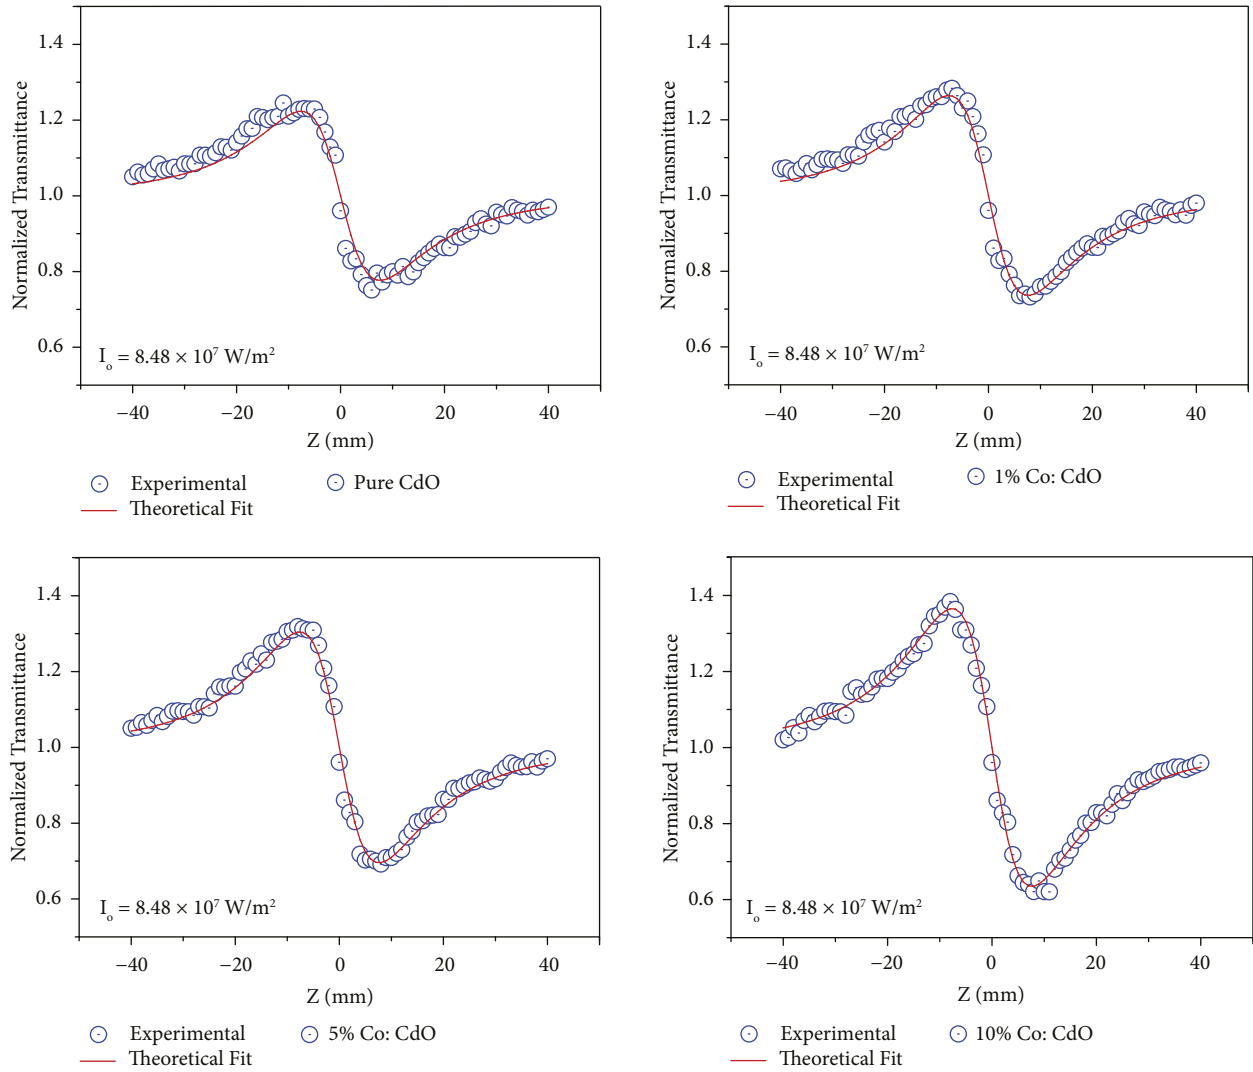 1.4
1.2
1.0
0.8
0.6
Normalized Transmittance
I₀ = 8.48 × 10⁷ W/m²
−40 −20 0 20 40
Z (mm)
Experimental
Pure CdO
Theoretical Fit
1.4
1.2
1.0
0.8
0.6
Normalized Transmittance
I₀ = 8.48 × 10⁷ W/m²
−40 −20 0 20 40
Z (mm)
Experimental
1% Co: CdO
Theoretical Fit
1.4
1.2
1.0
0.8
0.6
Normalized Transmittance
I₀ = 8.48 × 10⁷ W/m²
−40 −20 0 20 40
Z (mm)
Experimental
5% Co: CdO
Theoretical Fit
1.4
1.2
1.0
0.8
0.6
Normalized Transmittance
I₀ = 8.48 × 10⁷ W/m²
−40 −20 0 20 40
Z (mm)
Experimental
10% Co: CdO
Theoretical Fit